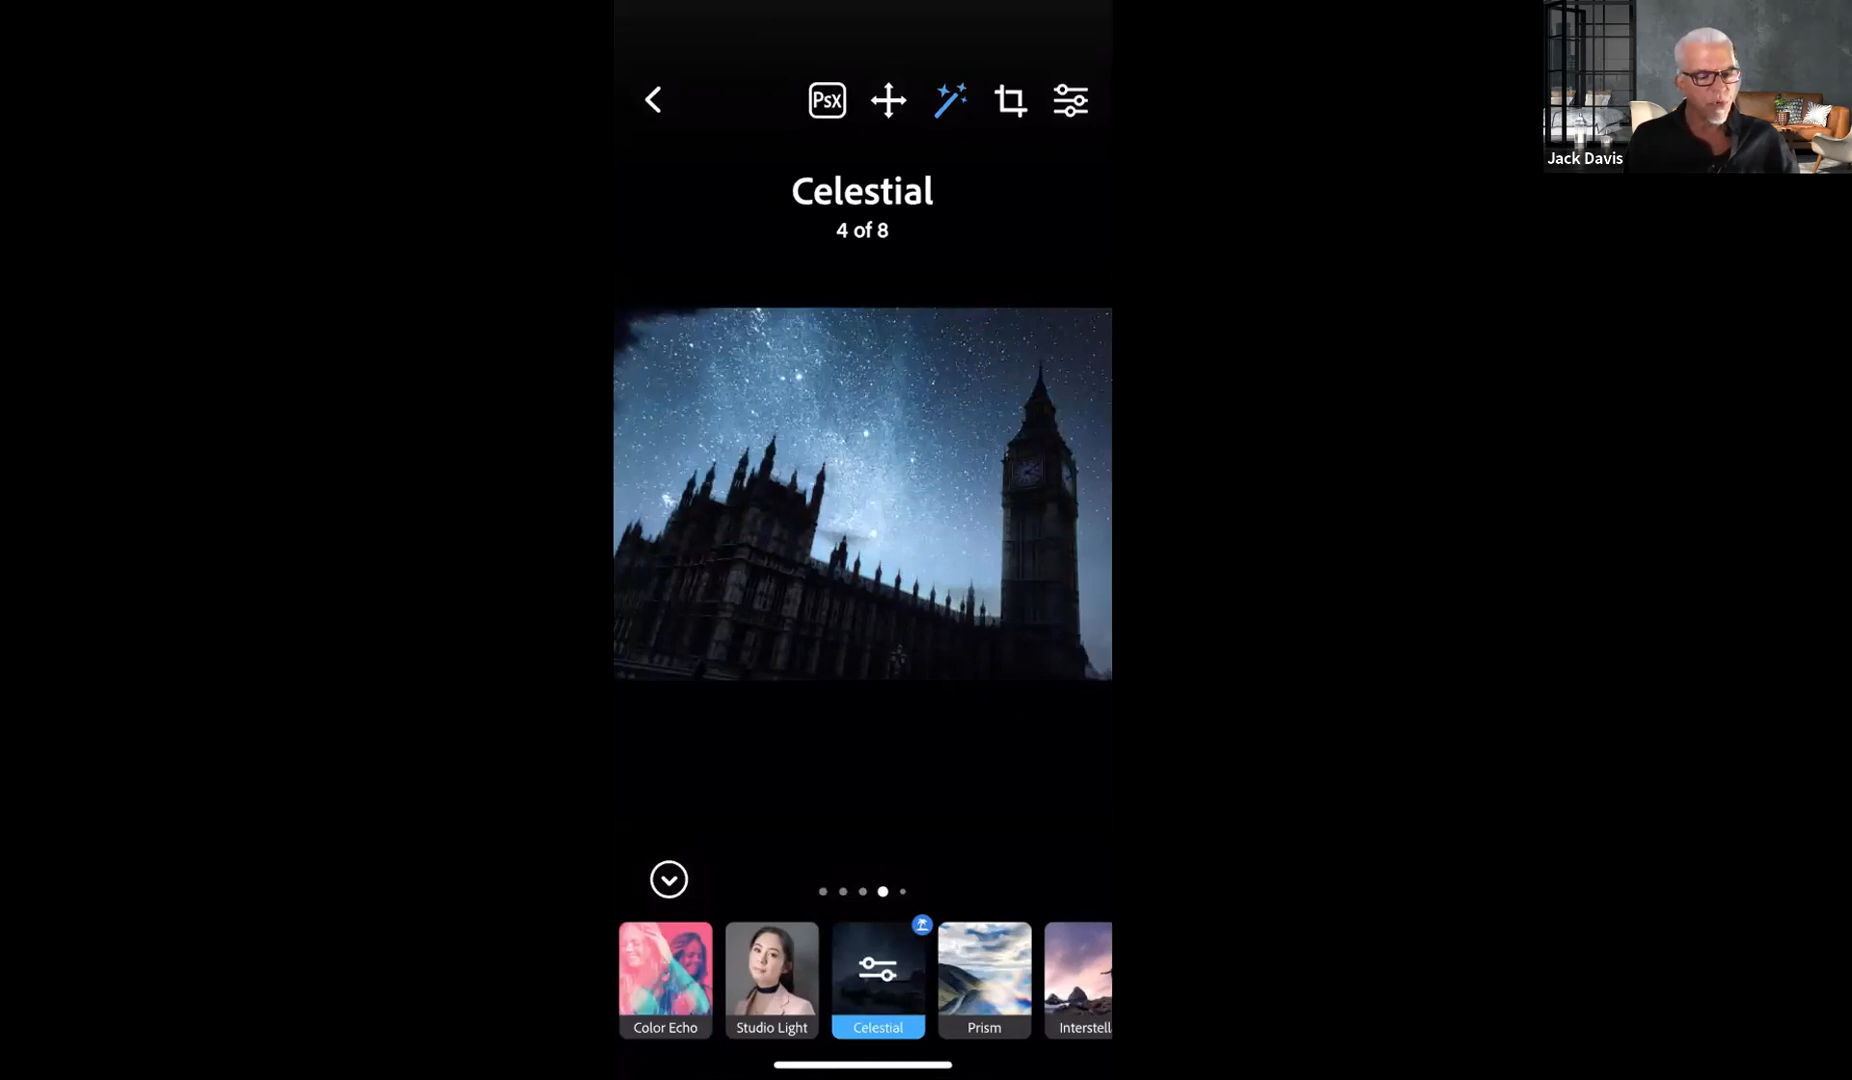 PsX
Jack Davis
Celestial
4 of 8
Color Echo
Studio Light
Celestial
Prism
Interstell